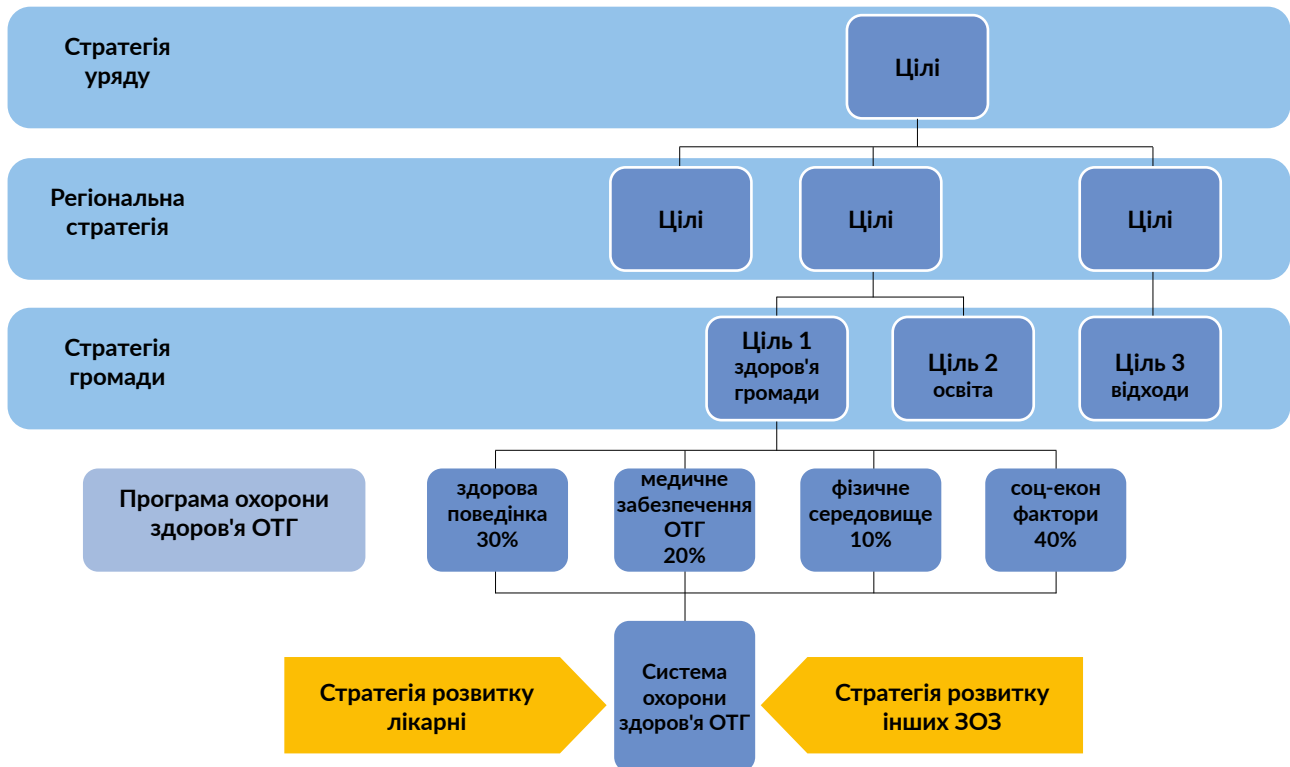 Стратегія
уряду
Цілі
Регіональна
стратегія
Цілі
Цілі
Цілі
Стратегія
громади
Ціль 1
здоров'я
громади
Ціль 2
освіта
Ціль 3
відходи
Програма охорони
здоров'я ОТГ
здорова
поведінка
30%
медичне
забезпечення
ОТГ
20%
фізичне
середовище
10%
соц-екон
фактори
40%
Стратегія розвитку
лікарні
Система
охорони
здоров'я ОТГ
Стратегія розвитку
інших ЗОЗ